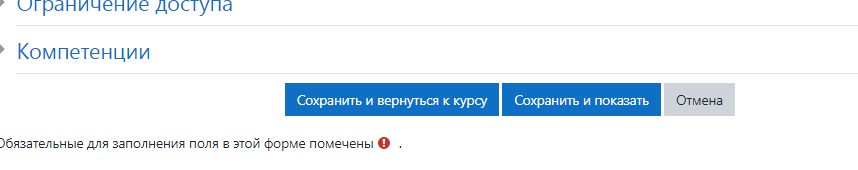 Ограничение доступа
Компетенции
Сохранить и вернуться к курсу Сохранить и показать Отмена
Обязательные для заполнения поля в этой форме помечены .